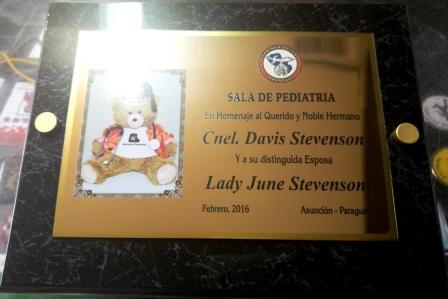 SALA DE PEDIATRIA
En Homenaje al Querido y Noble Hermano
Cnel. Davis Stevenson
Y a su distinguida Esposa
Lady June Stevenson
Febrero, 2016 Asunción - Paragua